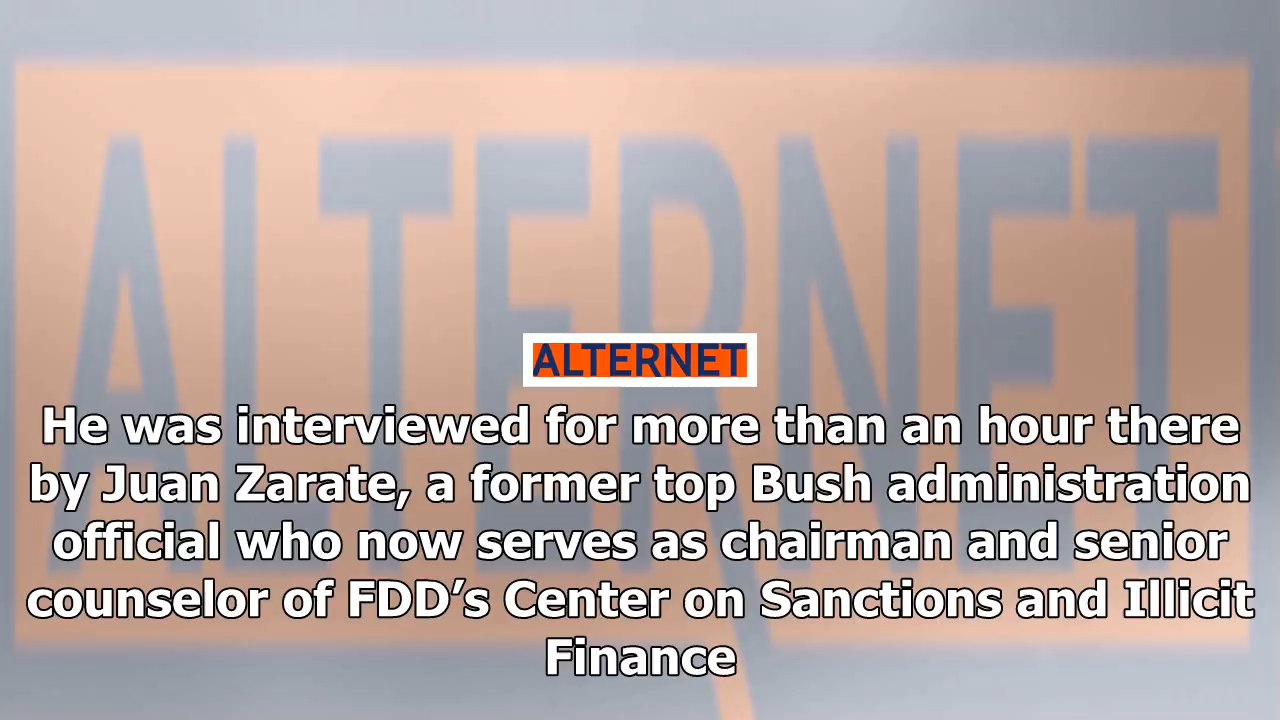 ALTERNET
ALTERNET
He was interviewed for more than an hour there
by Juan Zarate, a former top Bush administration
official who now serves as chairman and senior
counselor of FDD’s Center on Sanctions and Illicit
Finance